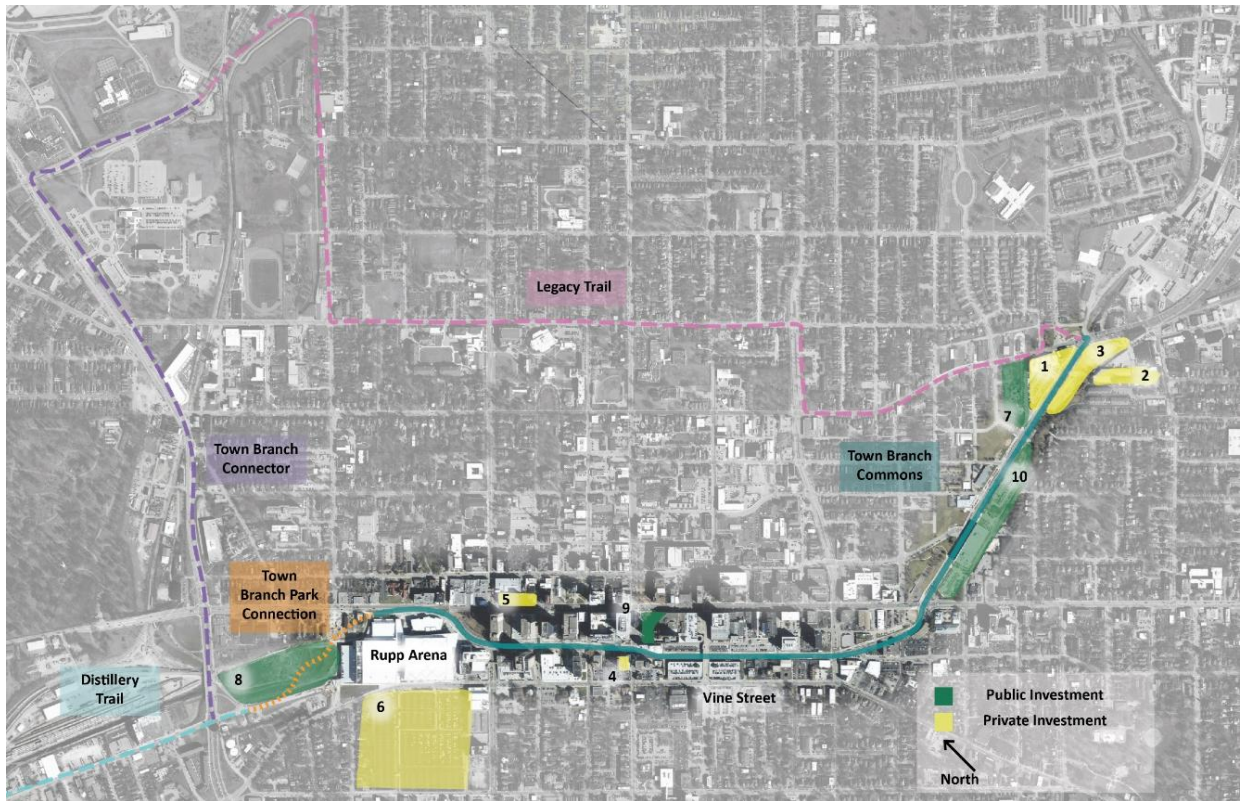 Legacy Trail
3
1
2
7
Town Branch
Connector
Town Branch
Commons
10
Town
Branch Park
Connection
5
9
Rupp Arena
8
Distillery
Trail
4
6
Vine Street
Public Investment
Private Investment
North